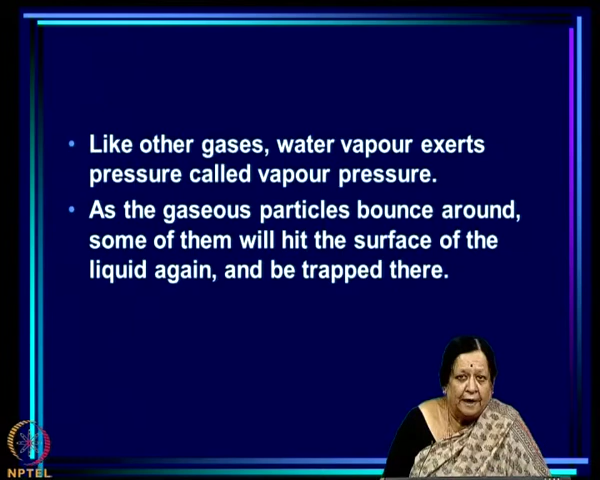 • Like other gases, water vapour exerts
pressure called vapour pressure.
• As the gaseous particles bounce around,
some of them will hit the surface of the
liquid again, and be trapped there.
NPTEL